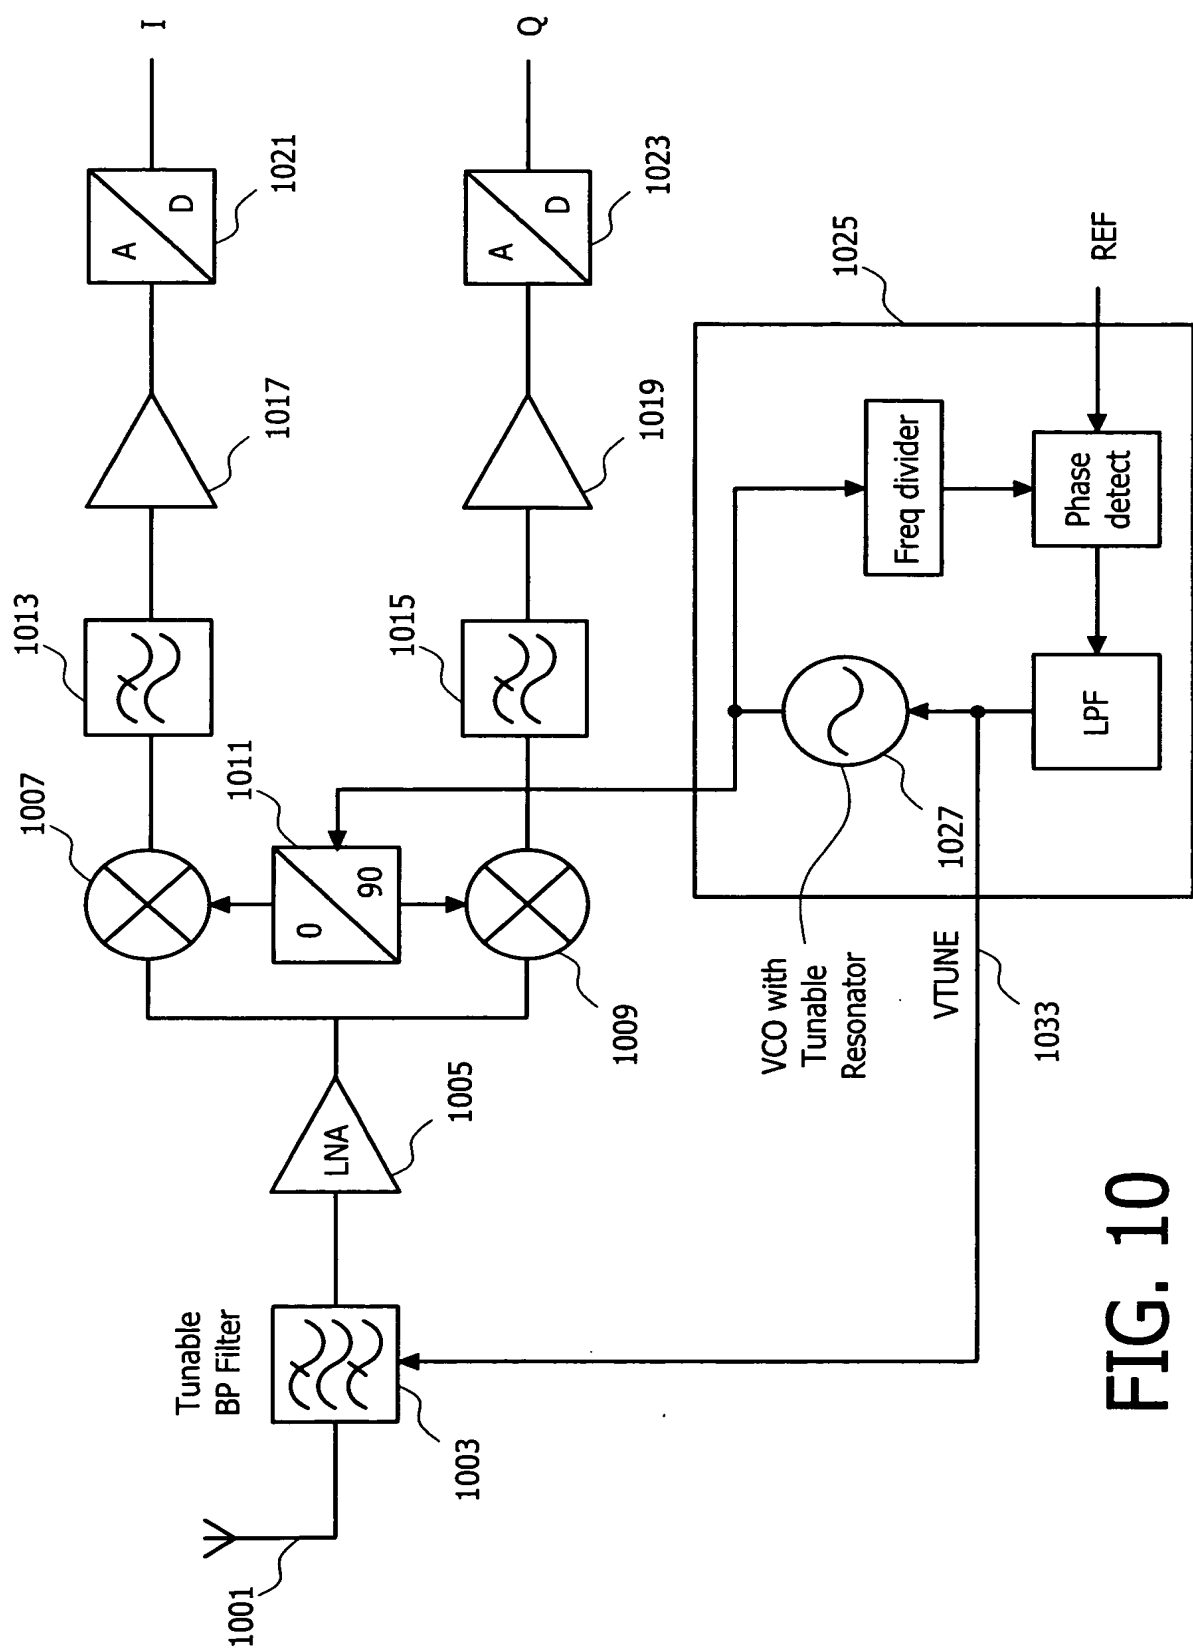 I
Q
A
D
1021
A
D
1023
1017
1019
1013
1015
1007
1011
0
90
1009
LNA
1005
Tunable
BP Filter
1003
1001
1025
REF
Freq divider
Phase
detect
LPF
1027
VCO with
Tunable
Resonator
VTUNE
1033
FIG. 10